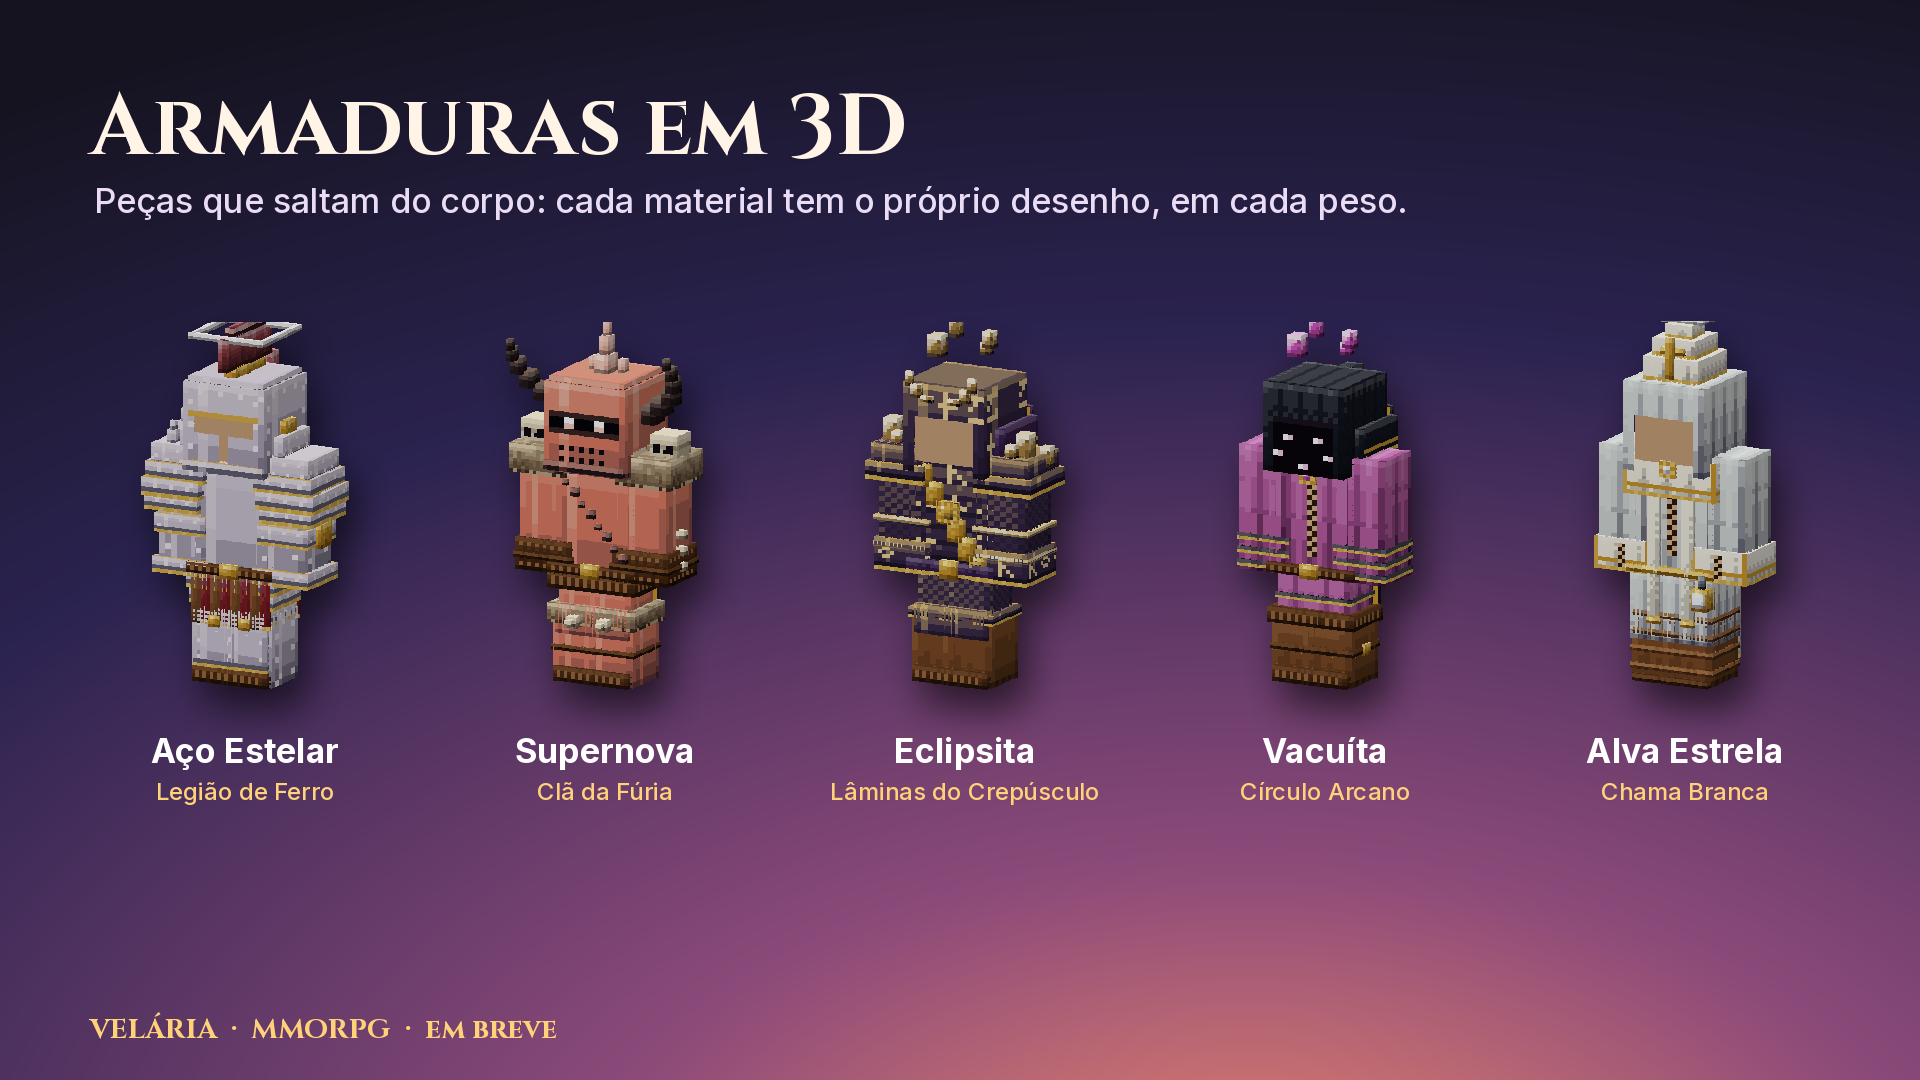 Armaduras em 3D
Peças que saltam do corpo: cada material tem o próprio desenho, em cada peso.
Aço Estelar
Legião de Ferro
Supernova
Clã da Fúria
Eclipsita
Lâminas do Crepúsculo
Vacuíta
Círculo Arcano
Alva Estrela
Chama Branca
VELÁRIA · MMORPG · EM BREVE